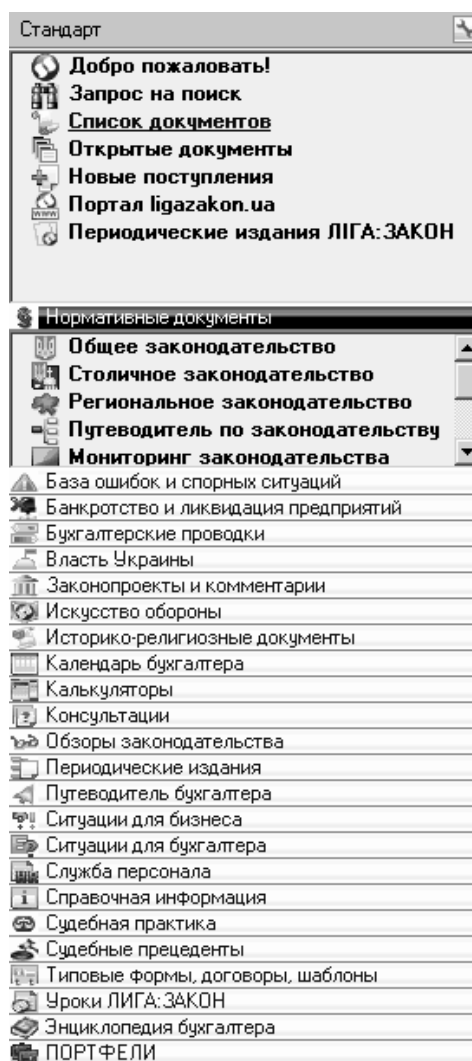 Стандарт
Добро пожаловать!
Запрос на поиск
Список документов
Открытые документы
Новые поступления
Портал ligazakon.ua
Периодические издания ЛІГА:ЗАКОН
Нормативные документы
Общее законодательство
Столичное законодательство
Региональное законодательство
Путеводитель по законодательству
Мониторинг законодательства
База ошибок и спорных ситуаций
Банкротство и ликвидация предприятий
Бухгалтерские проводки
Власть Украины
Законопроекты и комментарии
Искусство обороны
Историко-религиозные документы
Календарь бухгалтера
Калькуляторы
Консультации
Обзоры законодательства
Периодические издания
Путеводитель бухгалтера
Ситуации для бизнеса
Ситуации для бухгалтера
Служба персонала
Справочная информация
Судебная практика
Судебные прецеденты
Типовые формы, договоры, шаблоны
Уроки ЛИГА:ЗАКОН
Энциклопедия бухгалтера
ПОРТФЕЛИ